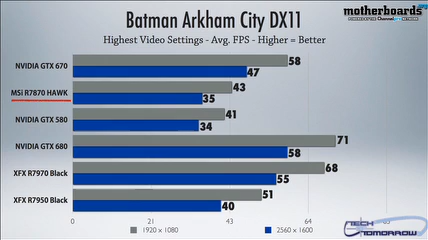 Batman Arkham City DX11
motherboards
Highest Video Settings - Avg. FPS - Higher = Better
NVIDIA GTX 670
58
47
MSI R7870 HAWK
43
35
NVIDIA GTX 580
41
34
NVIDIA GTX 680
71
58
XFX R7970 Black
68
55
XFX R7950 Black
51
40
0
21
43
64
1920 x 1080
2560 x 1600
TECH
TOMORROW